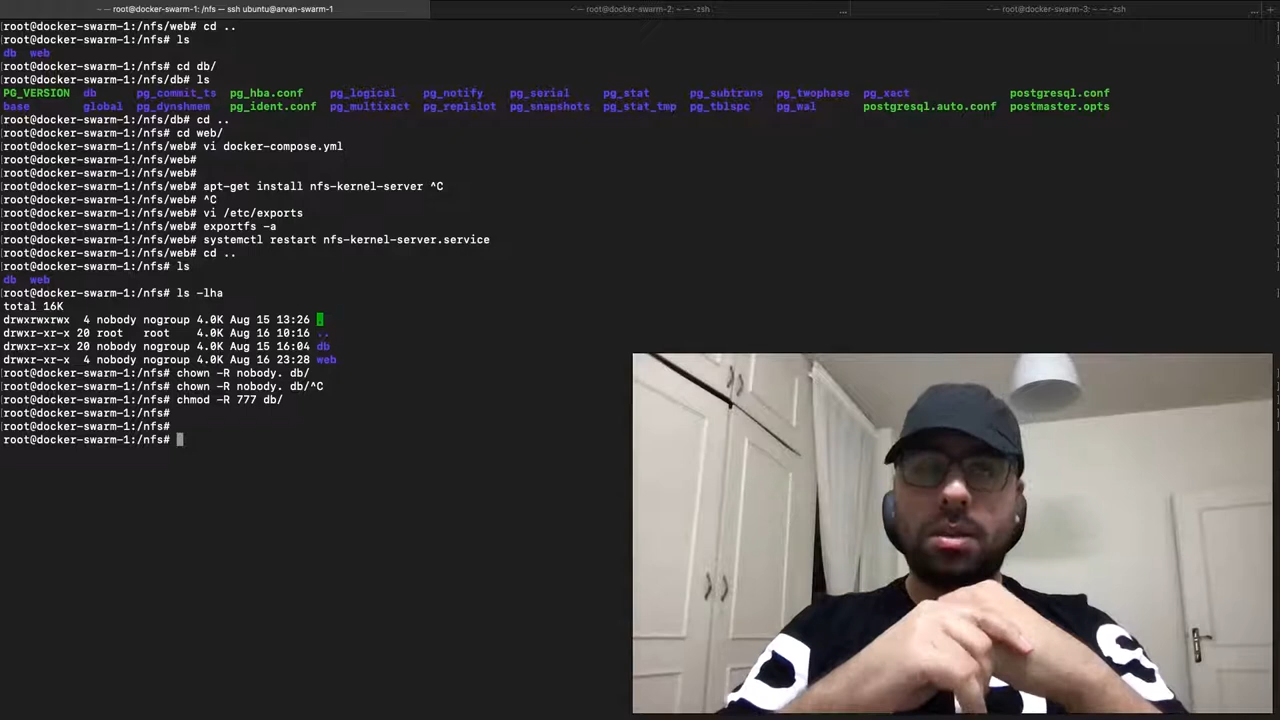 ~ — root@docker-swarm-1: /nfs — ssh ubuntu@arvan-swarm-1
~ — root@docker-swarm-2: ~ — -zsh
...
~ — root@docker-swarm-3: ~ — -zsh
...
+
[root@docker-swarm-1:/nfs/web# cd ..
[root@docker-swarm-1:/nfs# ls
db web
[root@docker-swarm-1:/nfs# cd db/
[root@docker-swarm-1:/nfs/db# ls
PG_VERSION db pg_commit_ts pg_hba.conf pg_logical pg_notify pg_serial pg_stat pg_subtrans pg_twophase pg_xact postgresql.conf
base global pg_dynshmem pg_ident.conf pg_multixact pg_replslot pg_snapshots pg_stat_tmp pg_tblspc pg_wal postgresql.auto.conf postmaster.opts
[root@docker-swarm-1:/nfs/db# cd ..
[root@docker-swarm-1:/nfs# cd web/
[root@docker-swarm-1:/nfs/web# vi docker-compose.yml
[root@docker-swarm-1:/nfs/web#
[root@docker-swarm-1:/nfs/web#
[root@docker-swarm-1:/nfs/web# apt-get install nfs-kernel-server ^C
[root@docker-swarm-1:/nfs/web# ^C
[root@docker-swarm-1:/nfs/web# vi /etc/exports
[root@docker-swarm-1:/nfs/web# exportfs -a
[root@docker-swarm-1:/nfs/web# systemctl restart nfs-kernel-server.service
[root@docker-swarm-1:/nfs/web# cd ..
[root@docker-swarm-1:/nfs# ls
db web
[root@docker-swarm-1:/nfs# ls -lha
total 16K
drwxrwxrwx 4 nobody nogroup 4.0K Aug 15 13:26 .
drwxr-xr-x 20 root root 4.0K Aug 16 10:16 ..
drwxr-xr-x 20 nobody nogroup 4.0K Aug 15 16:04 db
drwxr-xr-x 4 nobody nogroup 4.0K Aug 16 23:28 web
[root@docker-swarm-1:/nfs# chown -R nobody. db/
[root@docker-swarm-1:/nfs# chown -R nobody. db/^C
[root@docker-swarm-1:/nfs# chmod -R 777 db/
[root@docker-swarm-1:/nfs#
[root@docker-swarm-1:/nfs#
root@docker-swarm-1:/nfs#